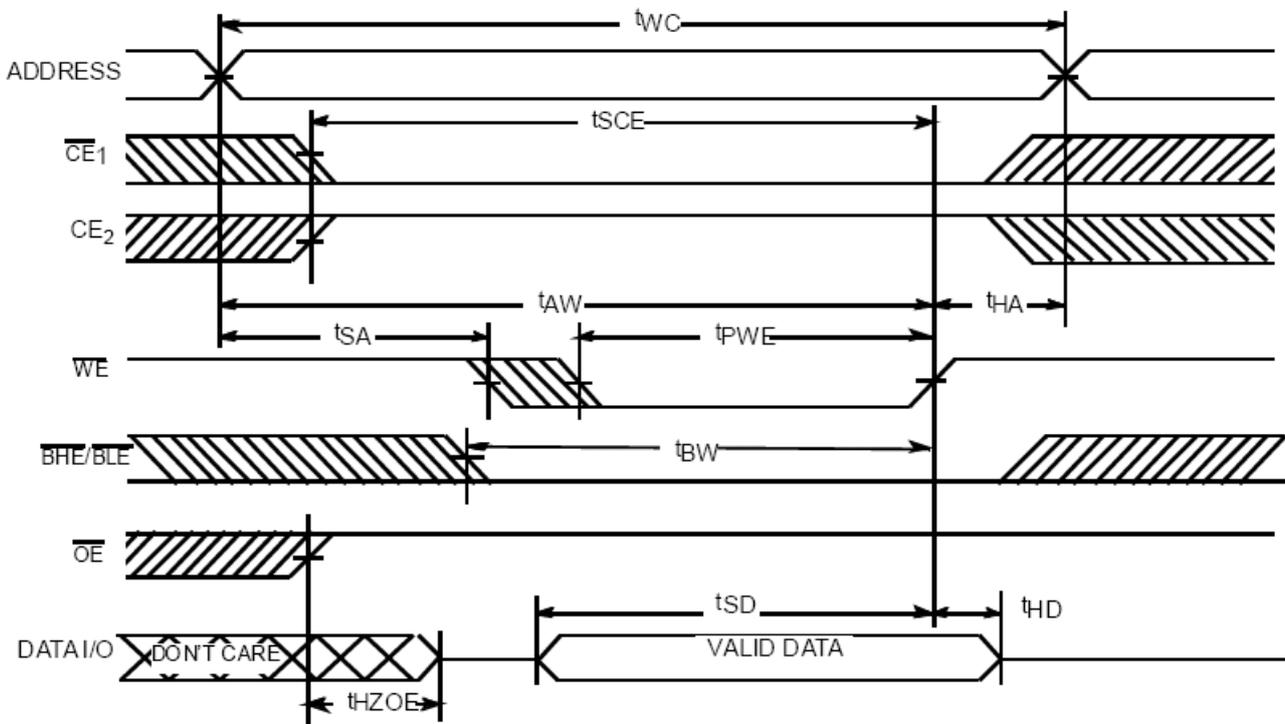 tWC
ADDRESS
tSCE
CE1
CE2
tAW
tHA
tSA
tPWE
WE
BHE/BLE
tBW
OE
tSD
tHD
DATA I/O
DON'T CARE
VALID DATA
tHZOE